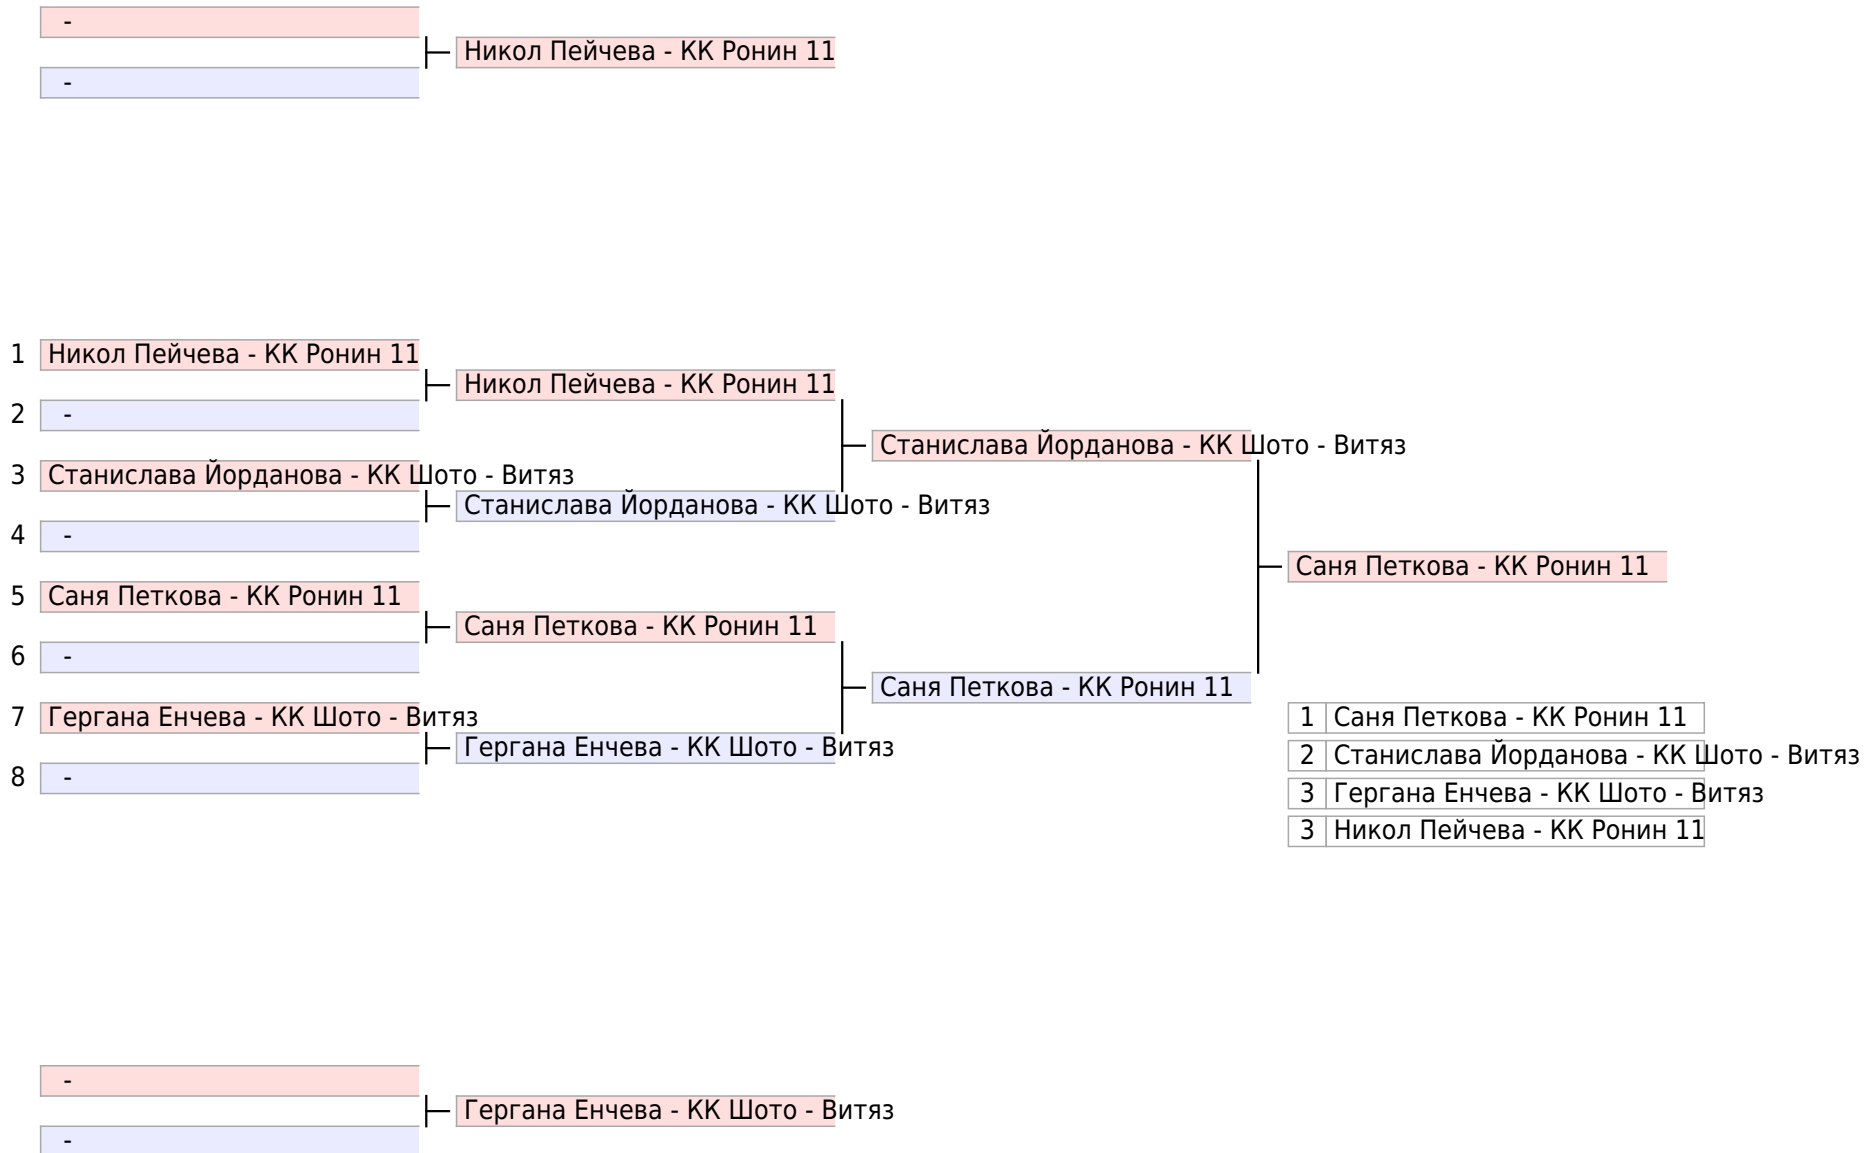 -
Никол Пейчева - КК Ронин 11
-
1 Никол Пейчева - КК Ронин 11
Никол Пейчева - КК Ронин 11
2 -
Станислава Йорданова - КК Шото - Витяз
3 Станислава Йорданова - КК Шото - Витяз
Станислава Йорданова - КК Шото - Витяз
4 -
Саня Петкова - КК Ронин 11
5 Саня Петкова - КК Ронин 11
Саня Петкова - КК Ронин 11
6 -
Саня Петкова - КК Ронин 11
7 Гергана Енчева - КК Шото - Витяз
Гергана Енчева - КК Шото - Витяз
8 -
1 Саня Петкова - КК Ронин 11
2 Станислава Йорданова - КК Шото - Витяз
3 Гергана Енчева - КК Шото - Витяз
3 Никол Пейчева - КК Ронин 11
-
Гергана Енчева - КК Шото - Витяз
-